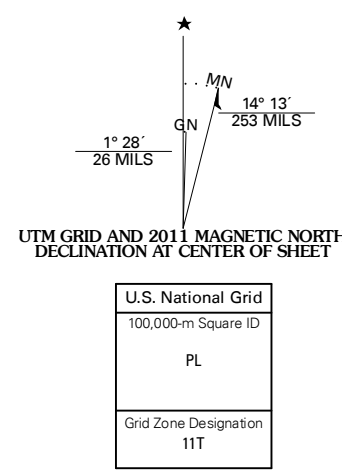 MN
GN
14° 13´
253 MILS
1° 28´
26 MILS
UTM GRID AND 2011 MAGNETIC NORTH
DECLINATION AT CENTER OF SHEET
U.S. National Grid
100,000-m Square ID
PL
Grid Zone Designation
11T